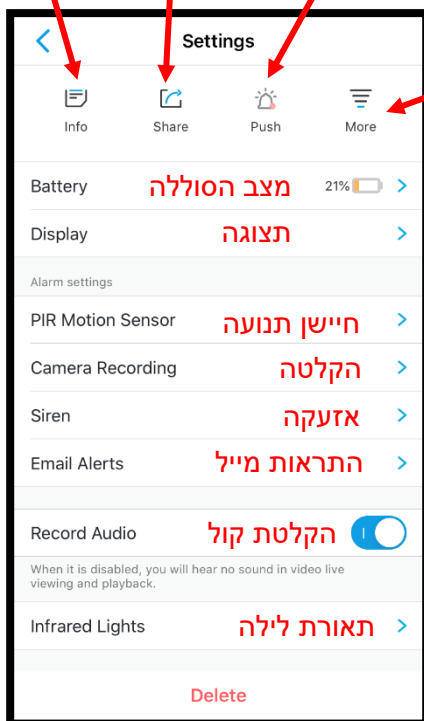 Settings
Info Share Push More
Battery מצב הסוללה 21%
Display תצוגה
Alarm settings
PIR Motion Sensor חיישן תנועה
Camera Recording הקלטה
Siren אזעקה
Email Alerts התראות מייל
Record Audio הקלטת קול
When it is disabled, you will hear no sound in video live
viewing and playback.
Infrared Lights תאורת לילה
Delete